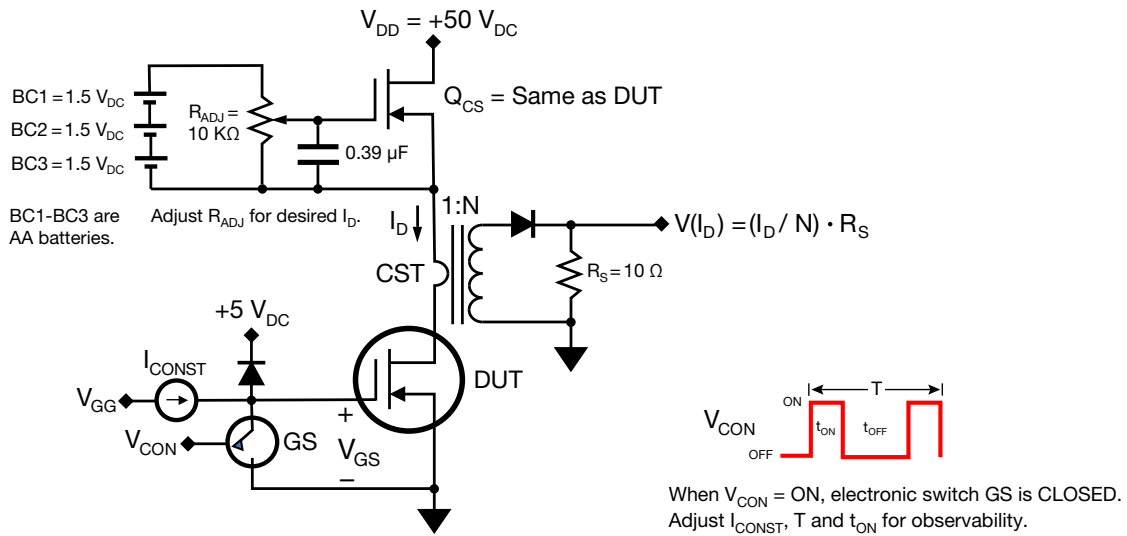 V_DD = +50 V_DC
BC1 = 1.5 V_DC
BC2 = 1.5 V_DC
BC3 = 1.5 V_DC
R_ADJ =
10 KΩ
0.39 µF
Q_CS = Same as DUT
BC1-BC3 are
AA batteries.
Adjust R_ADJ for desired I_D.
I_D
1:N
CST
V(I_D) = (I_D / N) · R_S
R_S = 10 Ω
+5 V_DC
I_CONST
V_GG
V_CON
GS
+
V_GS
–
DUT
V_CON
ON
OFF
T
t_ON
t_OFF
When V_CON = ON, electronic switch GS is CLOSED.
Adjust I_CONST, T and t_ON for observability.